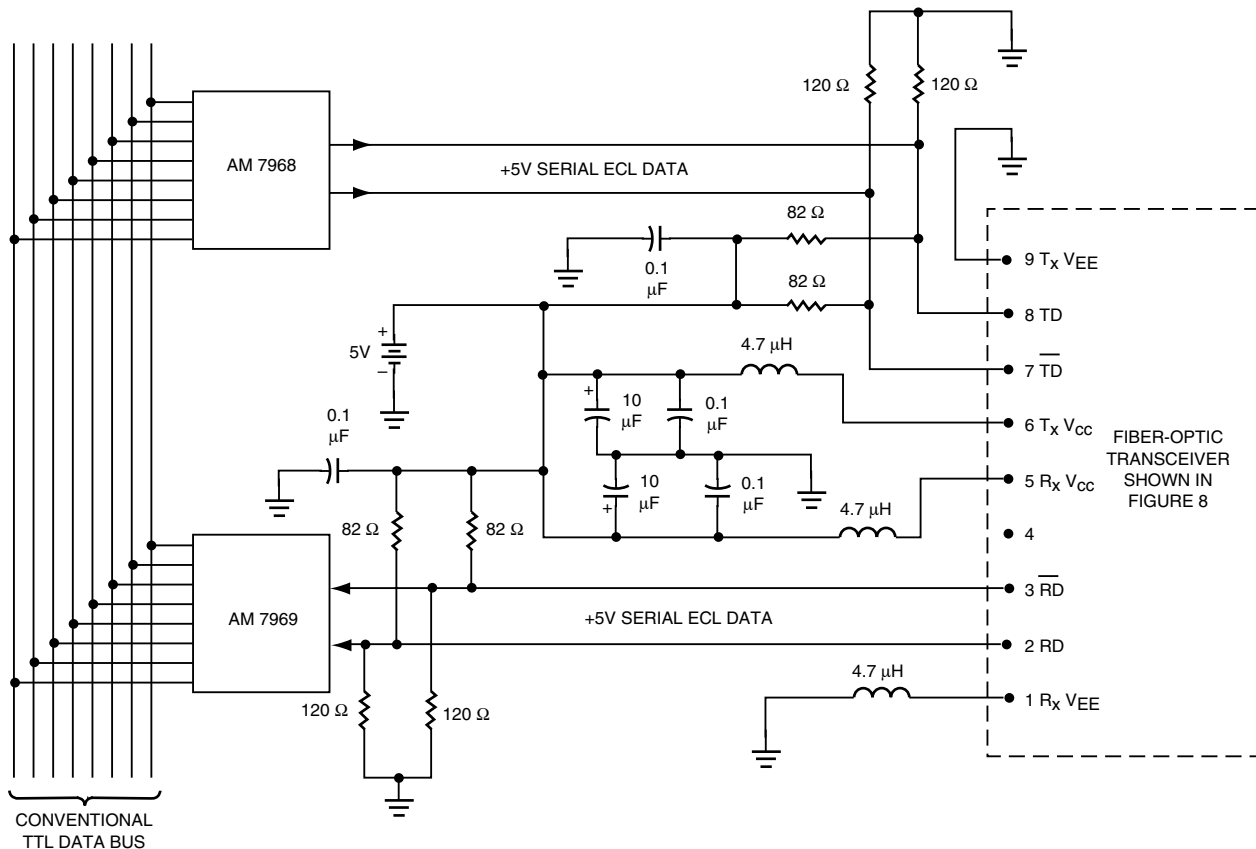 120 Ω
120 Ω
AM 7968
+5V SERIAL ECL DATA
82 Ω
0.1
µF
82 Ω
9 Tx VEE
8 TD
+
5V
–
4.7 µH
7 T̅D̅
0.1
µF
+
10
µF
0.1
µF
6 Tx Vcc
FIBER-OPTIC
TRANSCEIVER
SHOWN IN
FIGURE 8
10
µF
+
0.1
µF
5 Rx Vcc
4.7 µH
82 Ω
82 Ω
4
3 R̅D̅
AM 7969
+5V SERIAL ECL DATA
2 RD
4.7 µH
120 Ω
120 Ω
1 Rx VEE
CONVENTIONAL
TTL DATA BUS